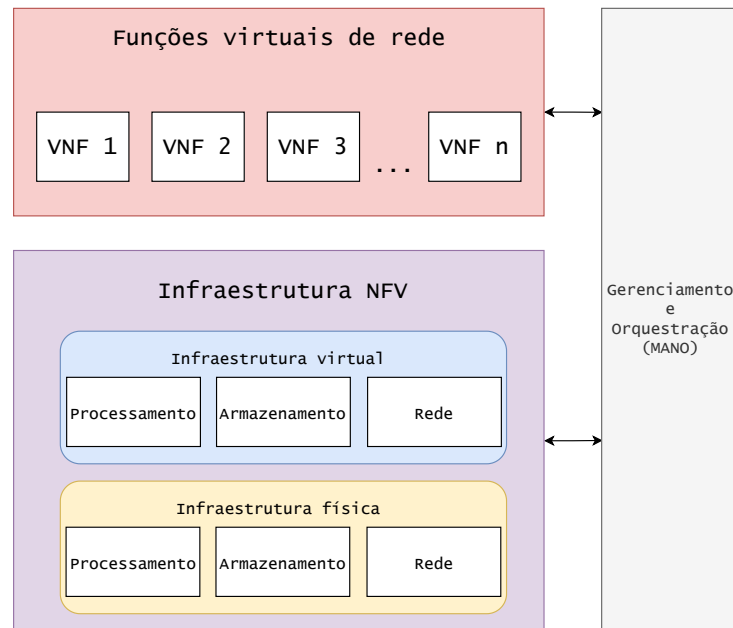 Funções virtuais de rede
VNF 1
VNF 2
VNF 3
...
VNF n
Infraestrutura NFV
Infraestrutura virtual
Processamento
Armazenamento
Rede
Infraestrutura física
Processamento
Armazenamento
Rede
Gerenciamento
e
Orquestração
(MANO)